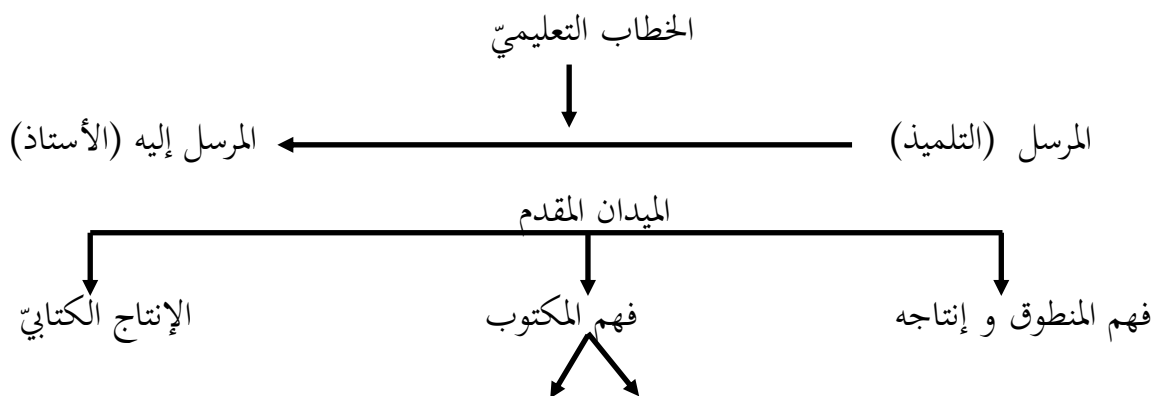 الخطاب التعليميّ
المرسل (التلميذ) المرسل إليه (الأستاذ)
الميدان المقدم
فهم المنطوق و إنتاجه فهم المكتوب الإنتاج الكتابيّ